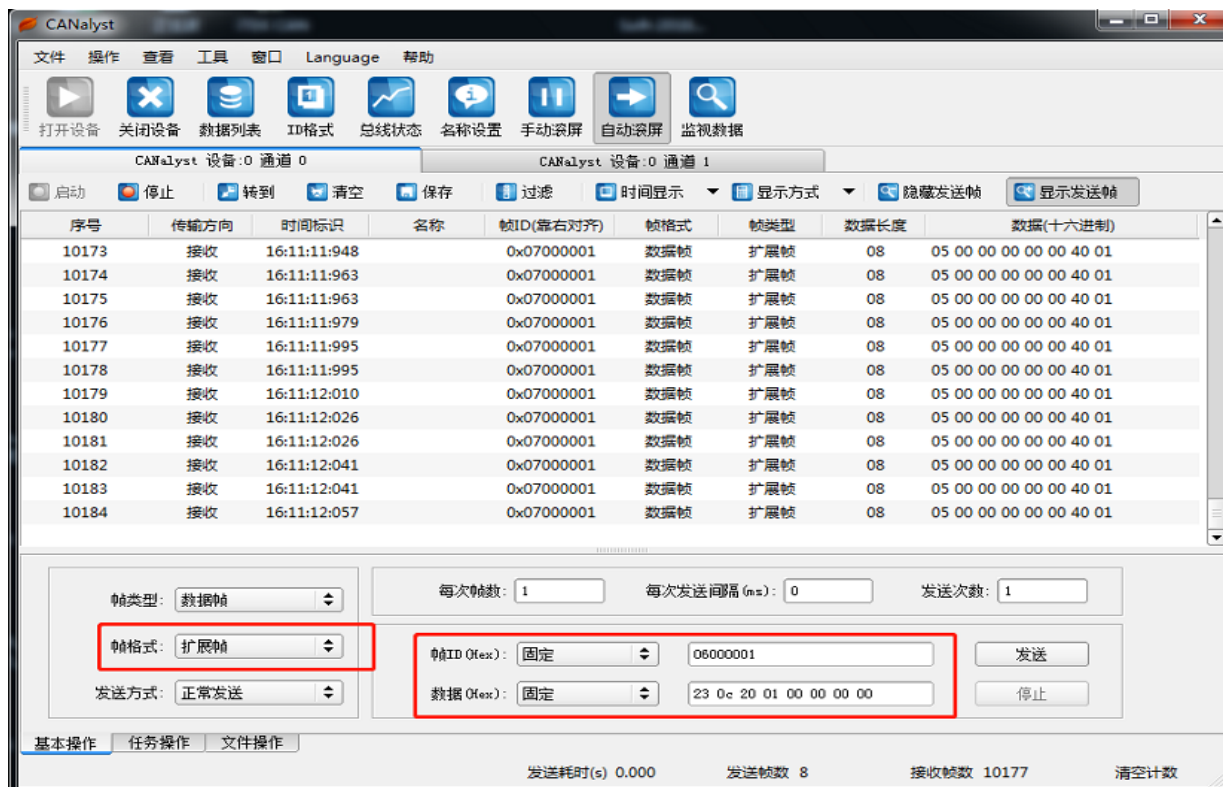 CANalyst
文件 操作 查看 工具 窗口 Language 帮助
打开设备 关闭设备 数据列表 ID格式 总线状态 名称设置 手动滚屏 自动滚屏 监视数据
CANalyst 设备:0 通道 0 CANalyst 设备:0 通道 1
启动 停止 转到 清空 保存 过滤 时间显示 显示方式 隐藏发送帧 显示发送帧
序号 传输方向 时间标识 名称 帧ID(靠右对齐) 帧格式 帧类型 数据长度 数据(十六进制)
10173 接收 16:11:11:948 0x07000001 数据帧 扩展帧 08 05 00 00 00 00 00 40 01
10174 接收 16:11:11:963 0x07000001 数据帧 扩展帧 08 05 00 00 00 00 00 40 01
10175 接收 16:11:11:963 0x07000001 数据帧 扩展帧 08 05 00 00 00 00 00 40 01
10176 接收 16:11:11:979 0x07000001 数据帧 扩展帧 08 05 00 00 00 00 00 40 01
10177 接收 16:11:11:995 0x07000001 数据帧 扩展帧 08 05 00 00 00 00 00 40 01
10178 接收 16:11:11:995 0x07000001 数据帧 扩展帧 08 05 00 00 00 00 00 40 01
10179 接收 16:11:12:010 0x07000001 数据帧 扩展帧 08 05 00 00 00 00 00 40 01
10180 接收 16:11:12:026 0x07000001 数据帧 扩展帧 08 05 00 00 00 00 00 40 01
10181 接收 16:11:12:026 0x07000001 数据帧 扩展帧 08 05 00 00 00 00 00 40 01
10182 接收 16:11:12:041 0x07000001 数据帧 扩展帧 08 05 00 00 00 00 00 40 01
10183 接收 16:11:12:041 0x07000001 数据帧 扩展帧 08 05 00 00 00 00 00 40 01
10184 接收 16:11:12:057 0x07000001 数据帧 扩展帧 08 05 00 00 00 00 00 40 01
帧类型: 数据帧 每次帧数: 1 每次发送间隔(ms): 0 发送次数: 1
帧格式: 扩展帧 帧ID(Hex): 固定 06000001 发送
发送方式: 正常发送 数据(Hex): 固定 23 0c 20 01 00 00 00 00 停止
基本操作 任务操作 文件操作
发送耗时(s) 0.000 发送帧数 8 接收帧数 10177 清空计数